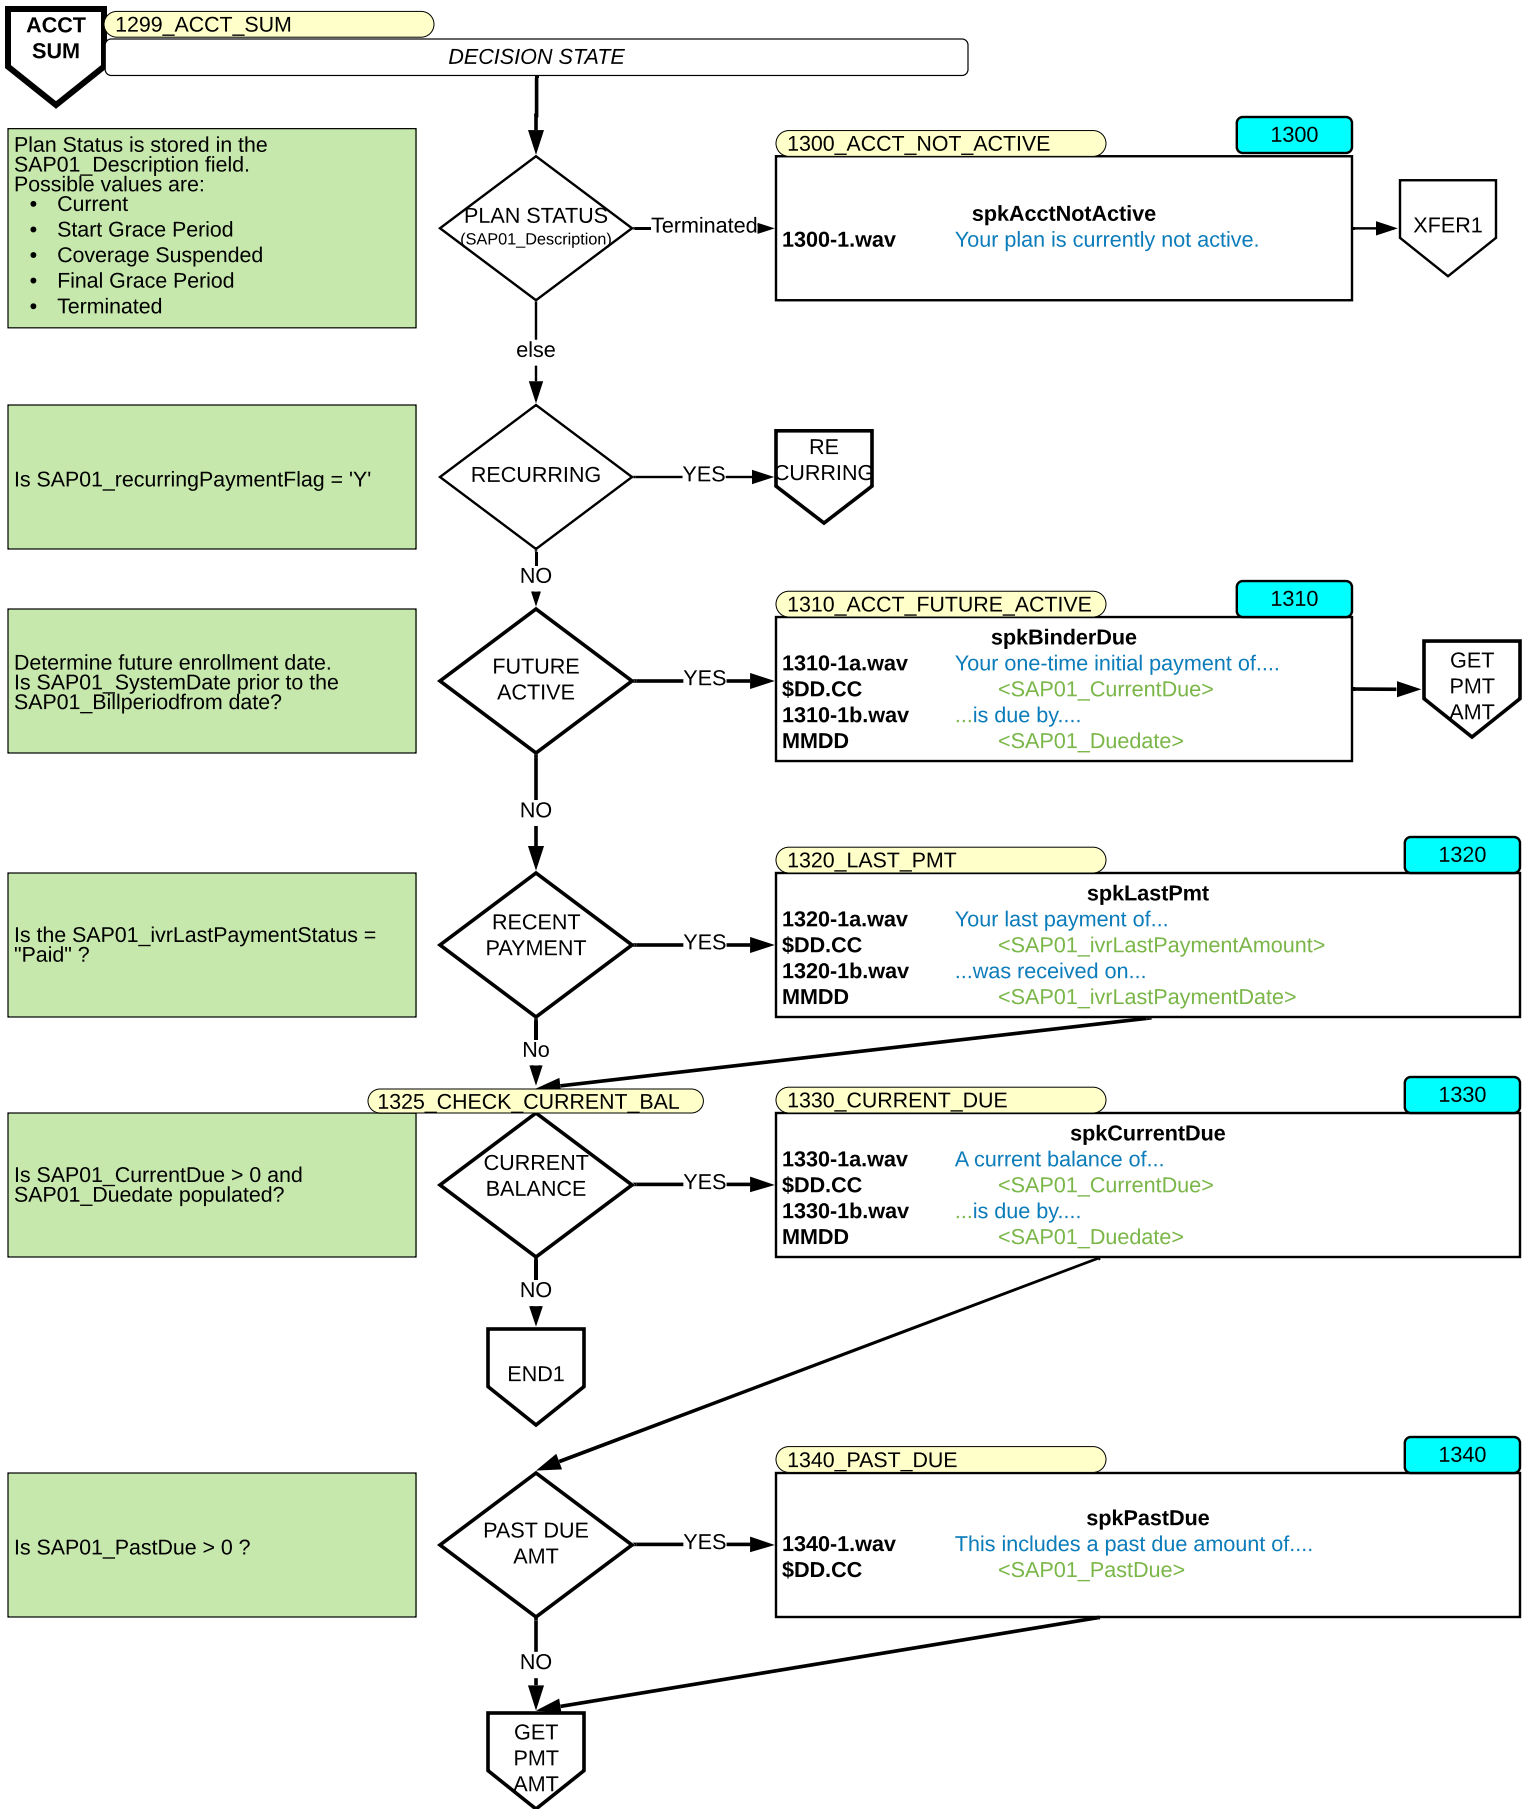 ACCT
SUM
1299_ACCT_SUM
DECISION STATE
Plan Status is stored in the
SAP01_Description field.
Possible values are:
• Current
• Start Grace Period
• Coverage Suspended
• Final Grace Period
• Terminated
PLAN STATUS
(SAP01_Description)
Terminated
1300_ACCT_NOT_ACTIVE
1300
spkAcctNotActive
1300-1.wav Your plan is currently not active.
XFER1
else
Is SAP01_recurringPaymentFlag = 'Y'
RECURRING
YES
RE
CURRING
NO
Determine future enrollment date.
Is SAP01_SystemDate prior to the
SAP01_Billperiodfrom date?
FUTURE
ACTIVE
YES
1310_ACCT_FUTURE_ACTIVE
1310
spkBinderDue
1310-1a.wav Your one-time initial payment of....
$DD.CC <SAP01_CurrentDue>
1310-1b.wav ...is due by....
MMDD <SAP01_Duedate>
GET
PMT
AMT
NO
Is the SAP01_ivrLastPaymentStatus =
"Paid" ?
RECENT
PAYMENT
YES
1320_LAST_PMT
1320
spkLastPmt
1320-1a.wav Your last payment of...
$DD.CC <SAP01_ivrLastPaymentAmount>
1320-1b.wav ...was received on...
MMDD <SAP01_ivrLastPaymentDate>
No
1325_CHECK_CURRENT_BAL
Is SAP01_CurrentDue > 0 and
SAP01_Duedate populated?
CURRENT
BALANCE
YES
1330_CURRENT_DUE
1330
spkCurrentDue
1330-1a.wav A current balance of...
$DD.CC <SAP01_CurrentDue>
1330-1b.wav ...is due by....
MMDD <SAP01_Duedate>
NO
END1
Is SAP01_PastDue > 0 ?
PAST DUE
AMT
YES
1340_PAST_DUE
1340
spkPastDue
1340-1.wav This includes a past due amount of....
$DD.CC <SAP01_PastDue>
NO
GET
PMT
AMT